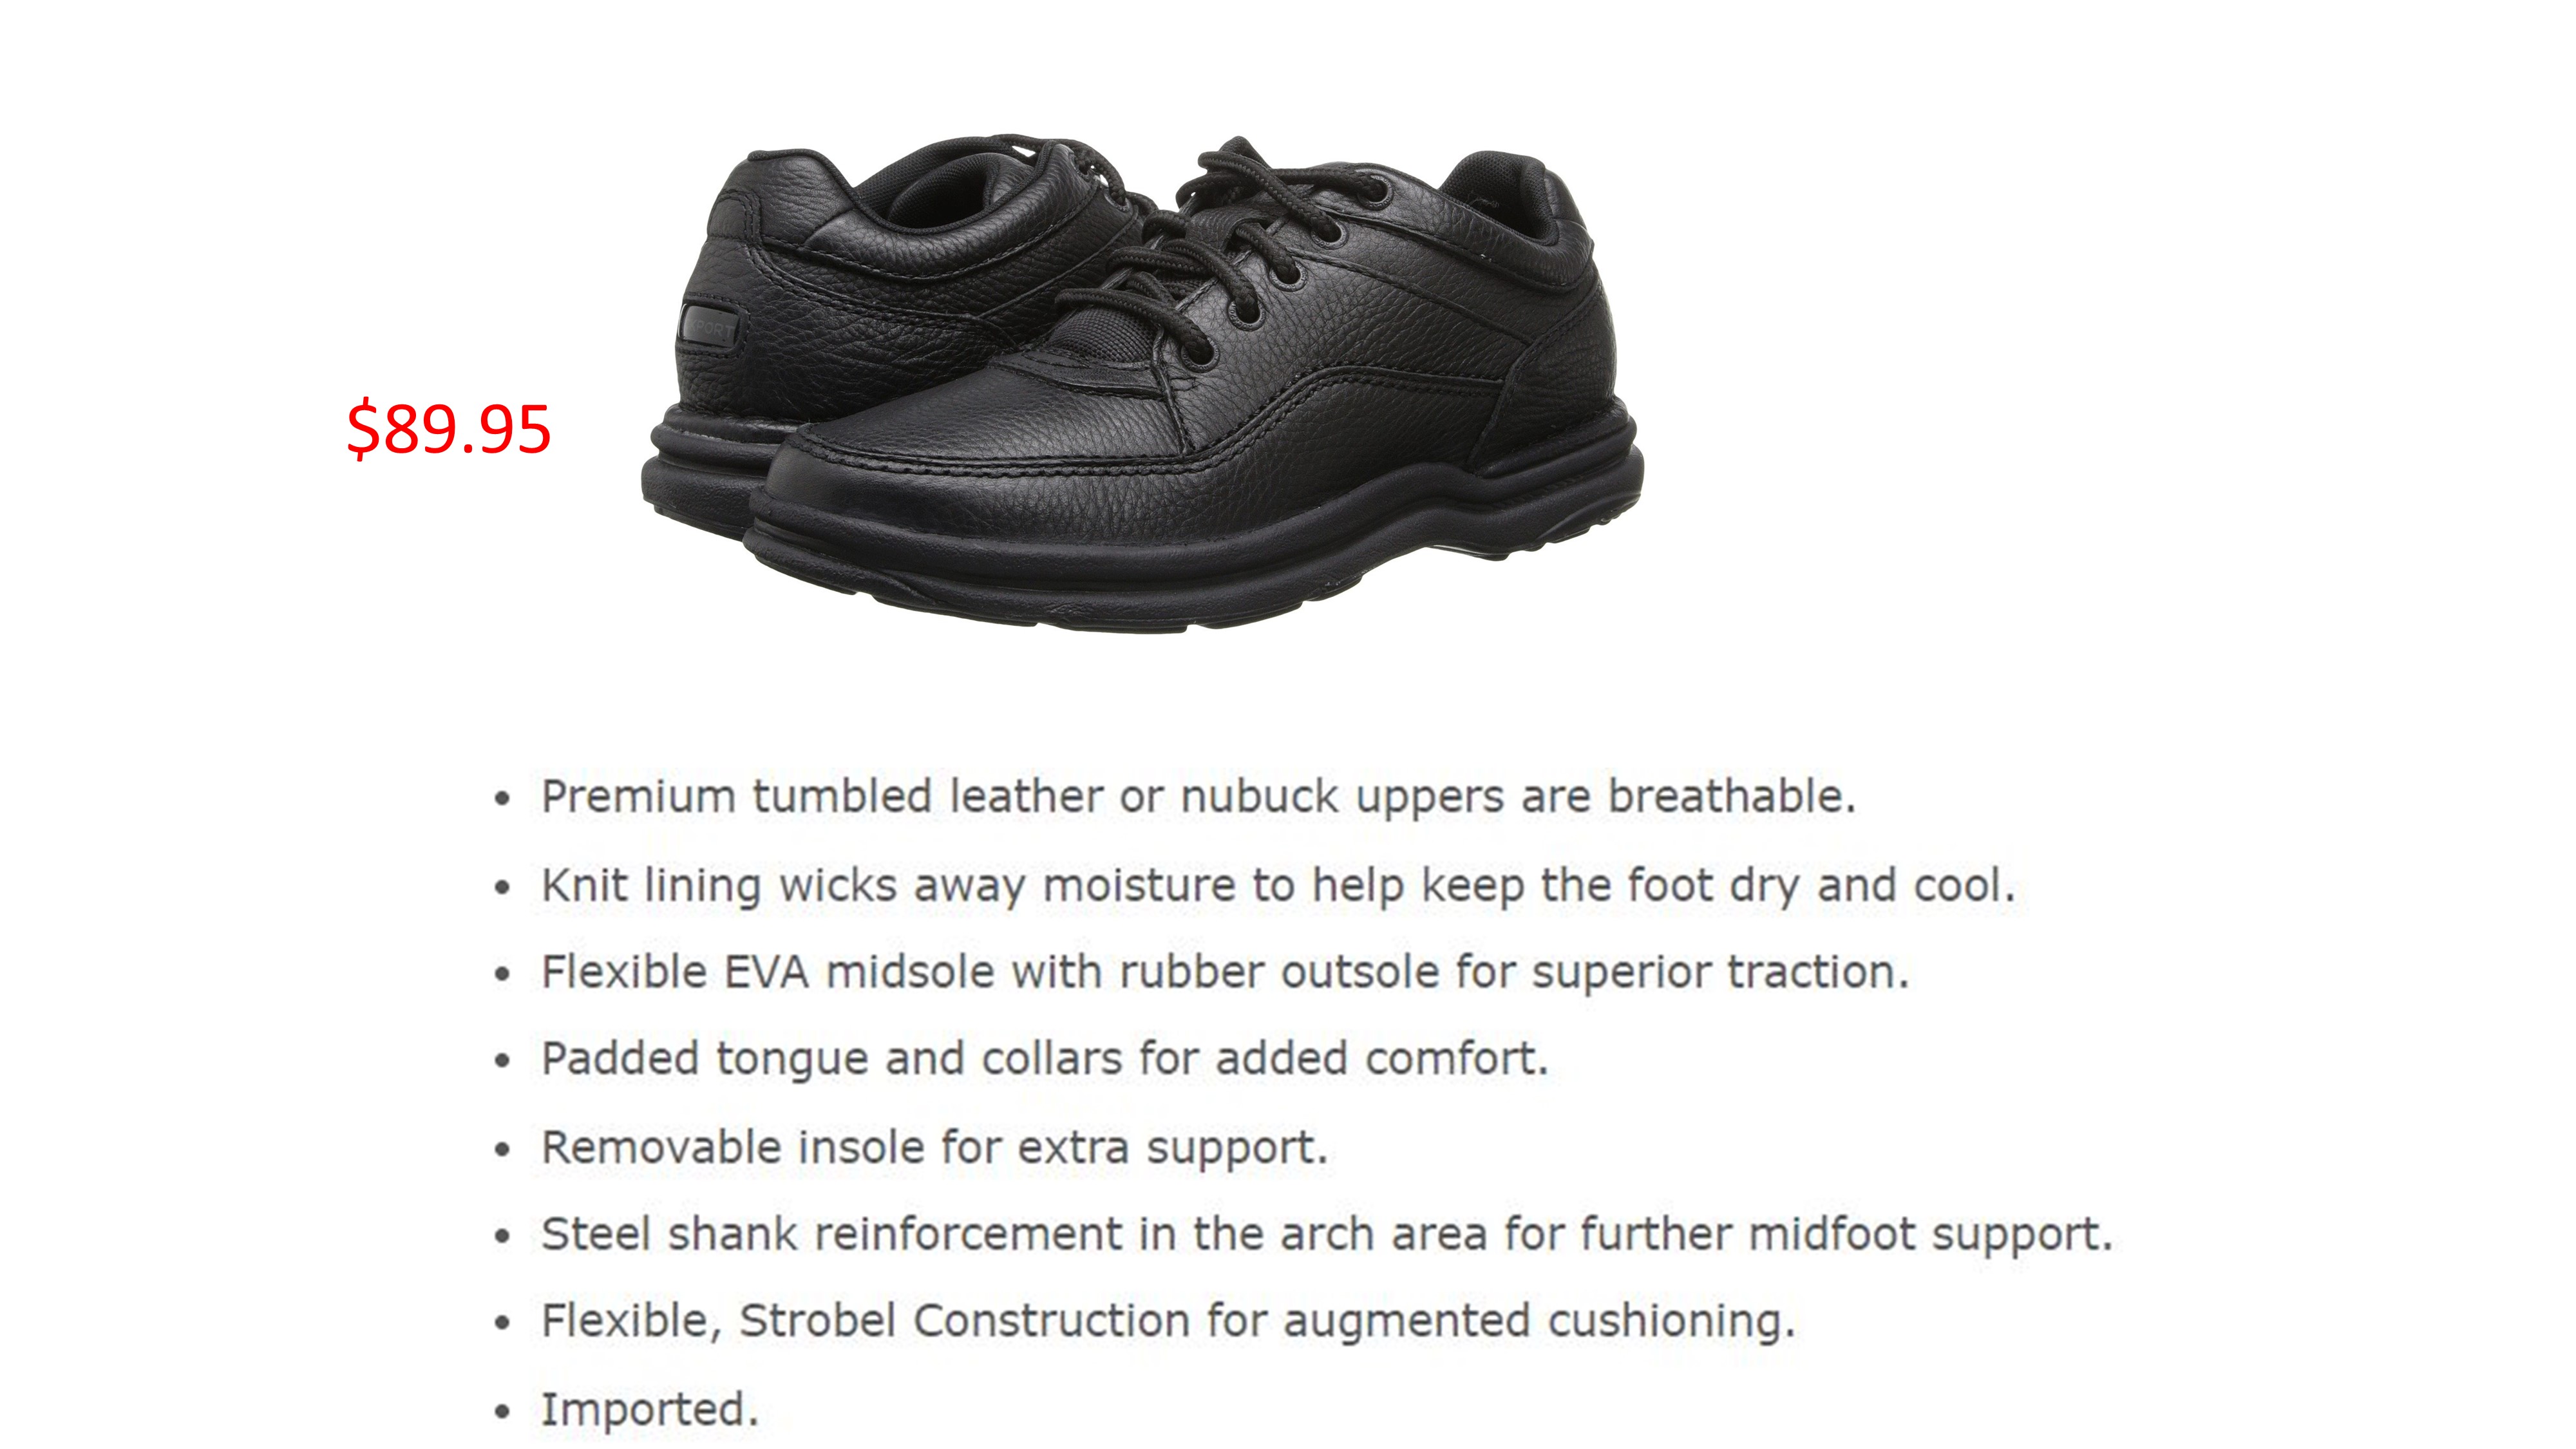 $89.95
• Premium tumbled leather or nubuck uppers are breathable.
• Knit lining wicks away moisture to help keep the foot dry and cool.
• Flexible EVA midsole with rubber outsole for superior traction.
• Padded tongue and collars for added comfort.
• Removable insole for extra support.
• Steel shank reinforcement in the arch area for further midfoot support.
• Flexible, Strobel Construction for augmented cushioning.
• Imported.